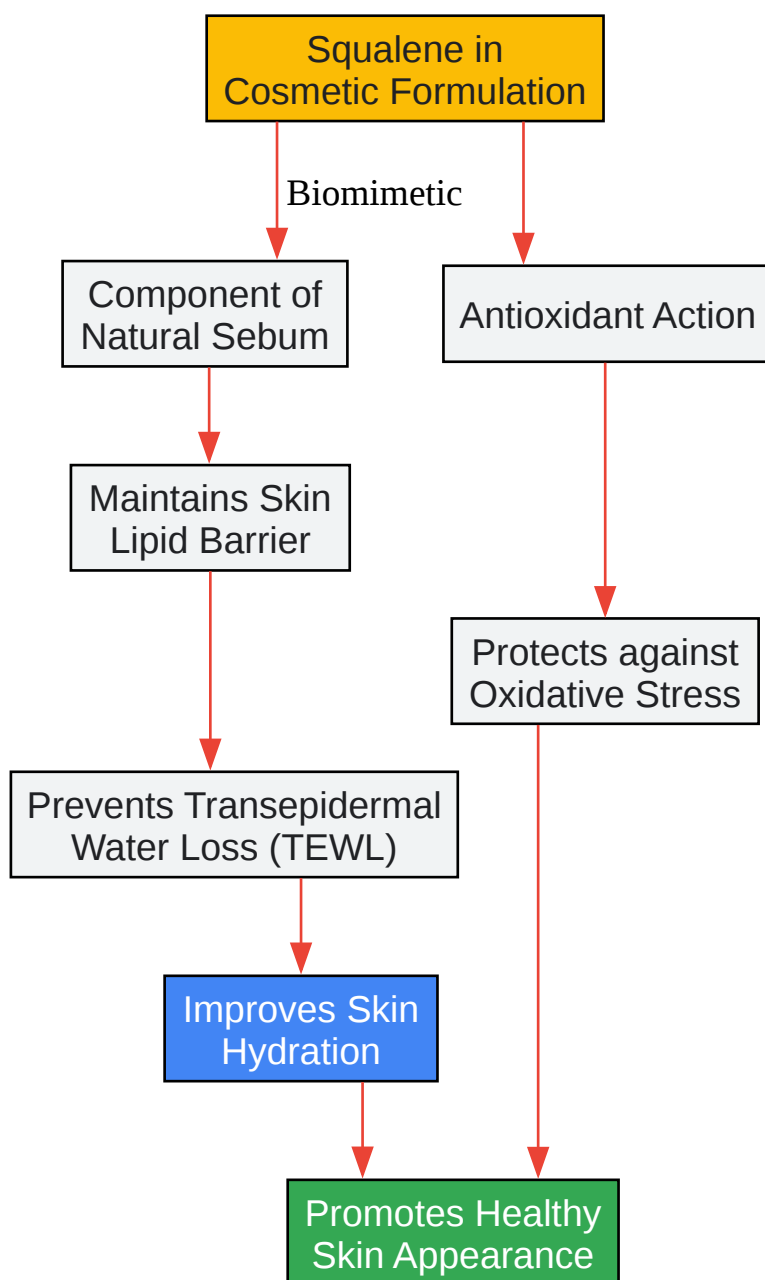 Squalene in
Cosmetic Formulation
Biomimetic
Component of
Natural Sebum
Antioxidant Action
Maintains Skin
Lipid Barrier
Protects against
Oxidative Stress
Prevents Transepidermal
Water Loss (TEWL)
Improves Skin
Hydration
Promotes Healthy
Skin Appearance